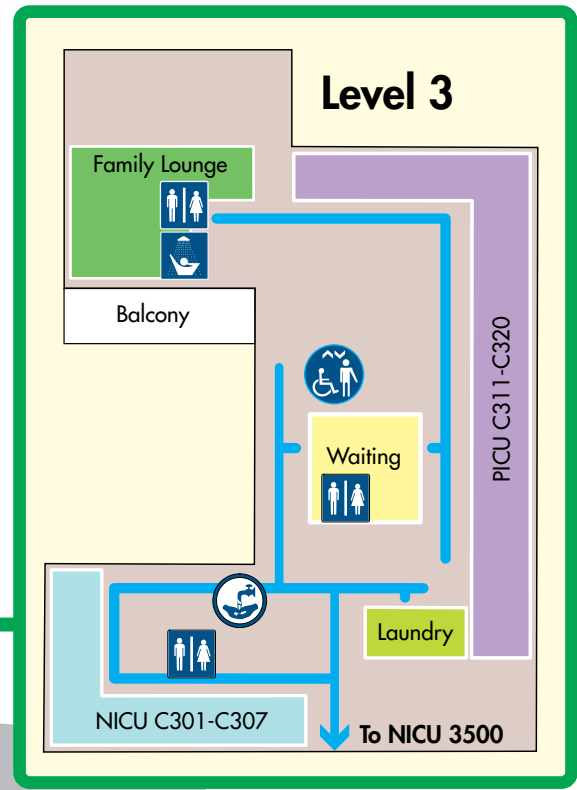 Level 3
Family Lounge
Balcony
PICU C311-C320
Waiting
Laundry
NICU C301-C307
To NICU 3500